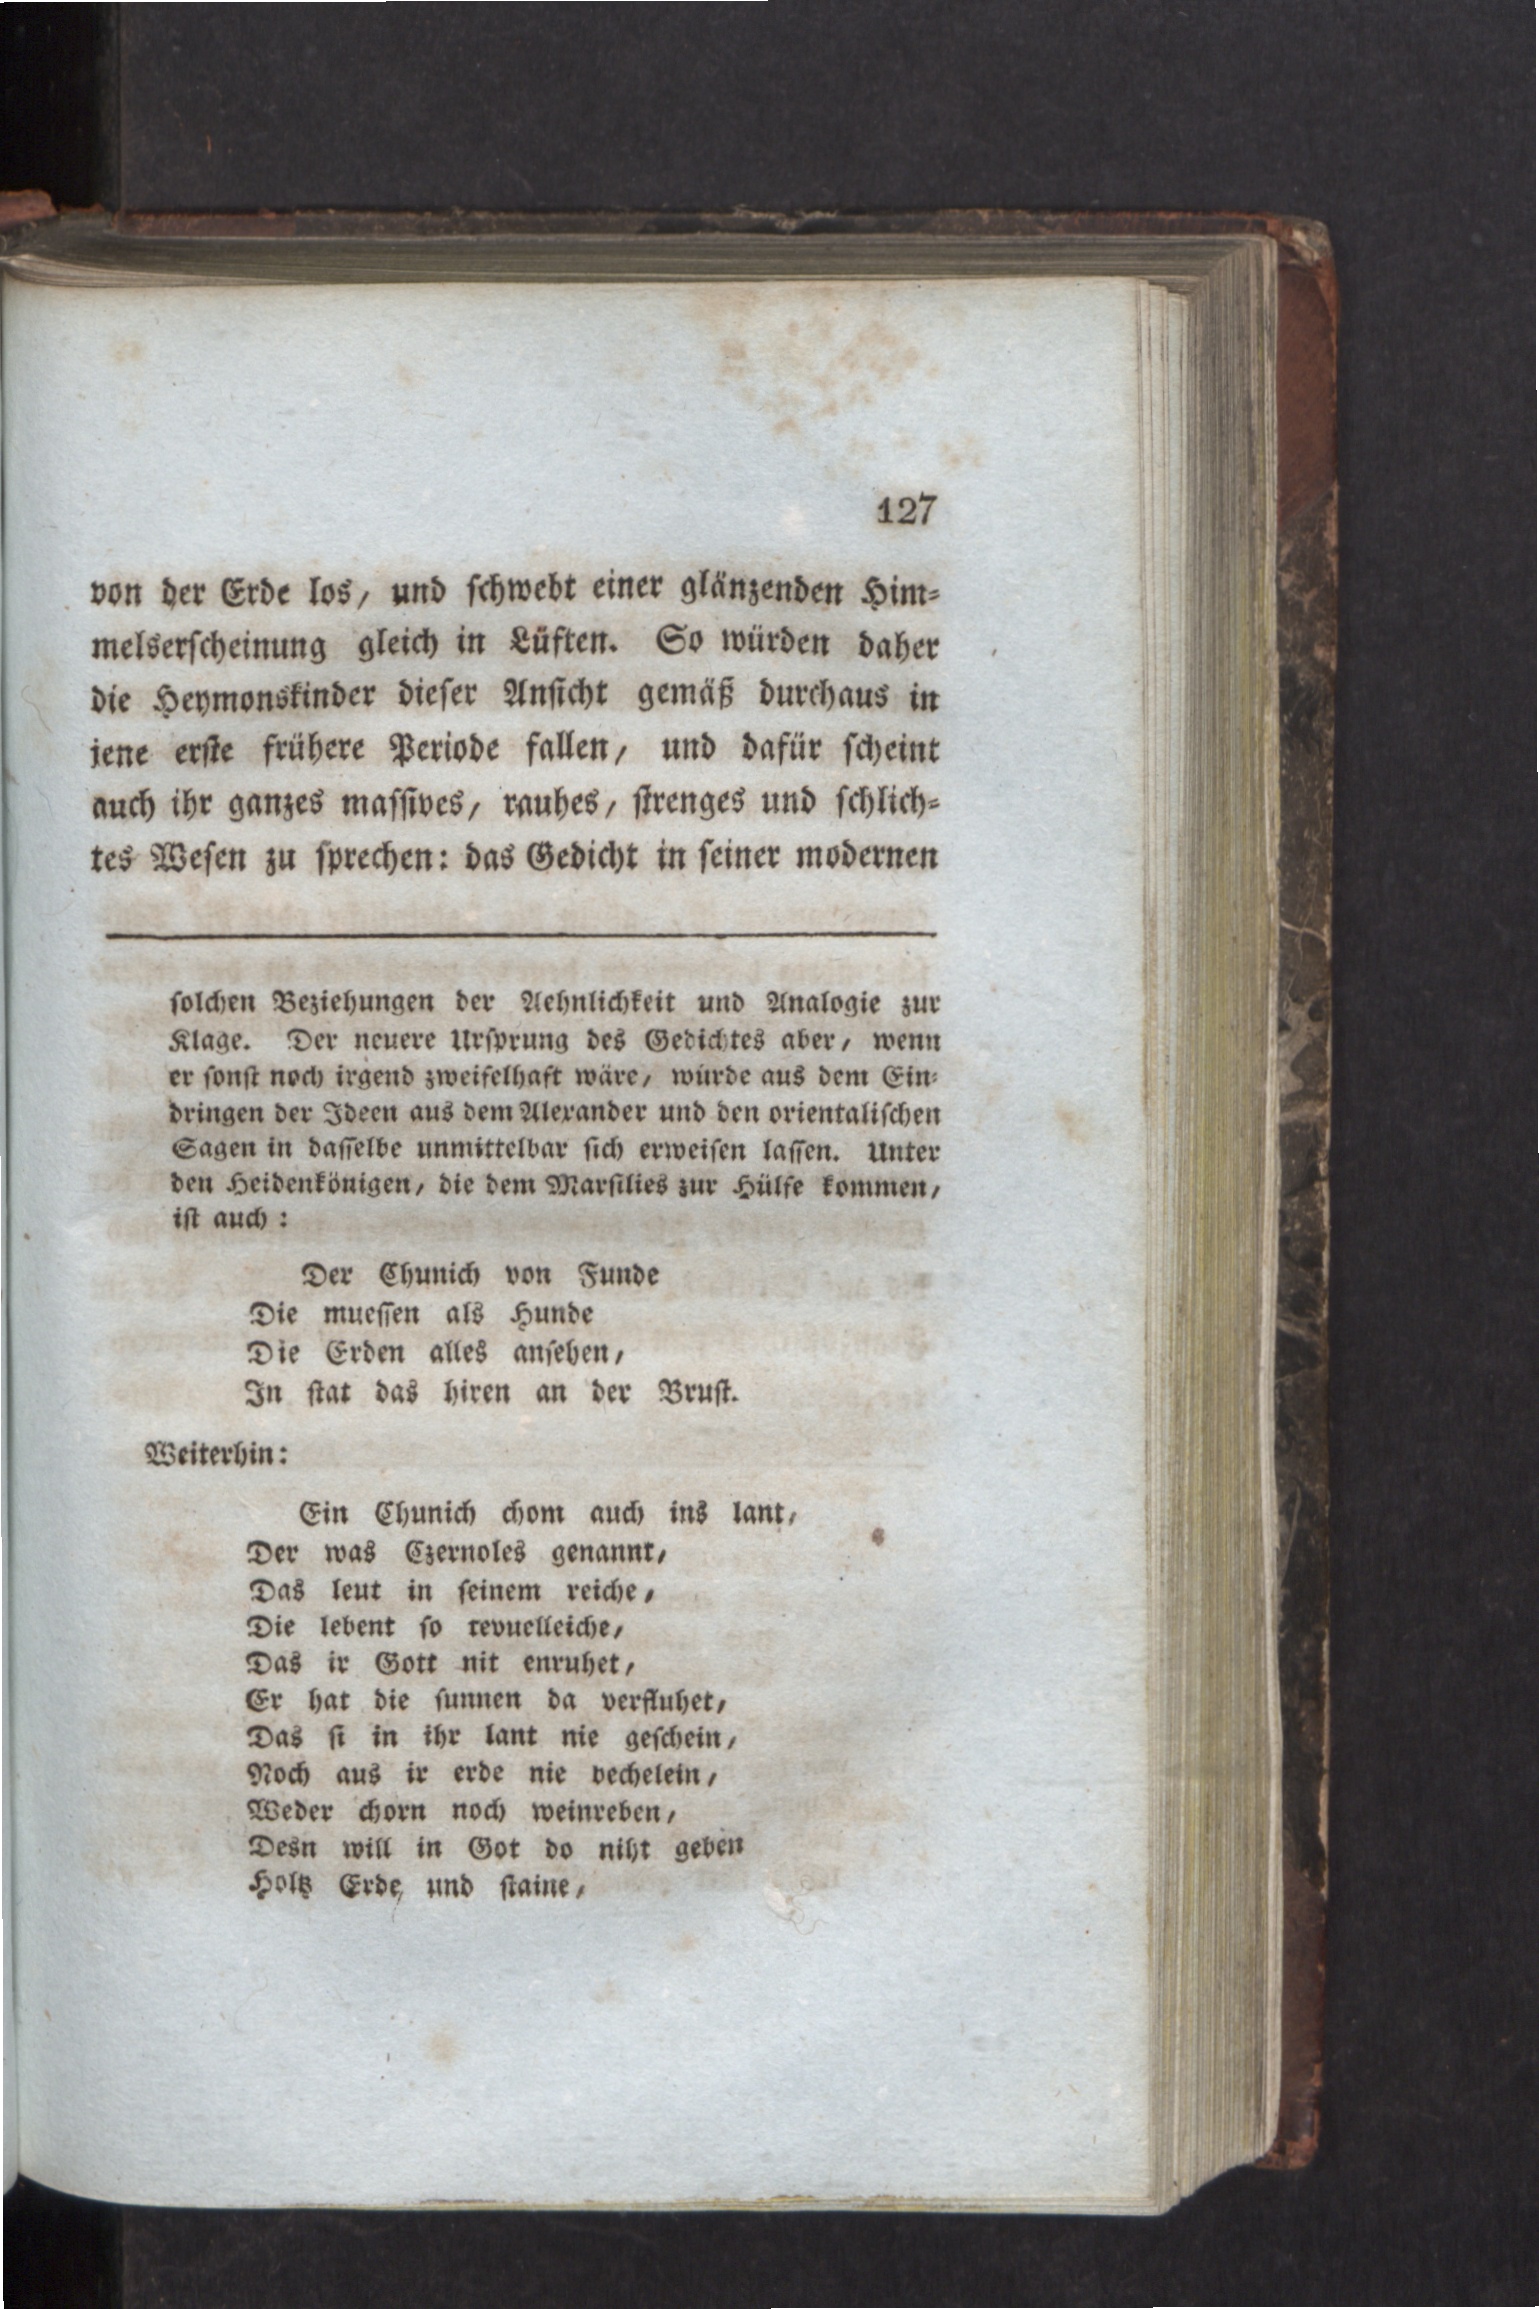 127
von der Erde los, und ſchwebt einer glänzenden Him-
melserſcheinung gleich in Lüften. So würden daher
die Heymonskinder dieſer Anſicht gemäß durchaus in
jene erſte frühere Periode fallen, und dafür ſcheint
auch ihr ganzes maſſives, rauhes, ſtrenges und ſchlich-
tes Weſen zu ſprechen: das Gedicht in ſeiner modernen
ſolchen Beziehungen der Aehnlichkeit und Analogie zur
Klage. Der neuere Urſprung des Gedichtes aber, wenn
er ſonſt noch irgend zweifelhaft wäre, würde aus dem Ein-
dringen der Ideen aus dem Alexander und den orientaliſchen
Sagen in daſſelbe unmittelbar ſich erweiſen laſſen. Unter
den Heidenkönigen, die dem Marſilies zur Hülfe kommen,
iſt auch:
Der Chunich von Funde
Die mueſſen als Hunde
Die Erden alles anſehen,
In ſtat das hiren an der Bruſt.
Weiterhin:
Ein Chunich chom auch ins lant,
Der was Czernoles genannt,
Das leut in ſeinem reiche,
Die lebent ſo tevuelleiche,
Das ir Gott nit enruhet,
Er hat die ſunnen da verfluhet,
Das ſi in ihr lant nie geſchein,
Noch aus ir erde nie vechelein,
Weder chorn noch weinreben,
Desn will in Got do niht geben
Holtz Erde, und ſtaine,